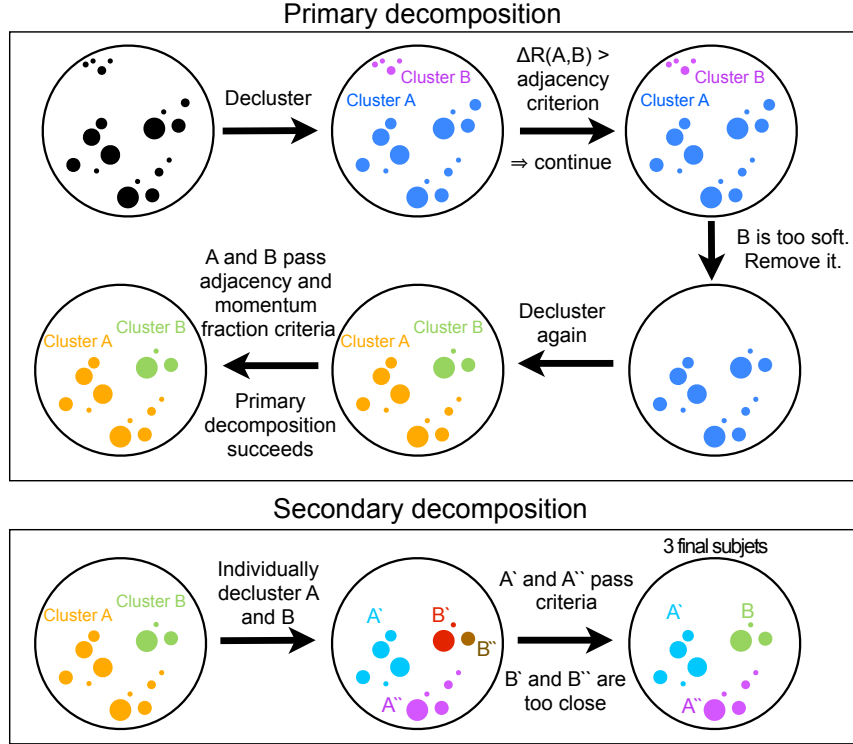 Primary decomposition
Decluster
Cluster B
Cluster A
ΔR(A,B) >
adjacency
criterion
⇒ continue
Cluster B
Cluster A
B is too soft.
Remove it.
Decluster
again
Cluster B
Cluster A
A and B pass
adjacency and
momentum
fraction criteria
Primary
decomposition
succeeds
Cluster B
Cluster A
Secondary decomposition
Cluster A
Cluster B
Individually
decluster A
and B
A`
B`
B``
A``
A` and A`` pass
criteria
B` and B`` are
too close
3 final subjets
A`
B
A``